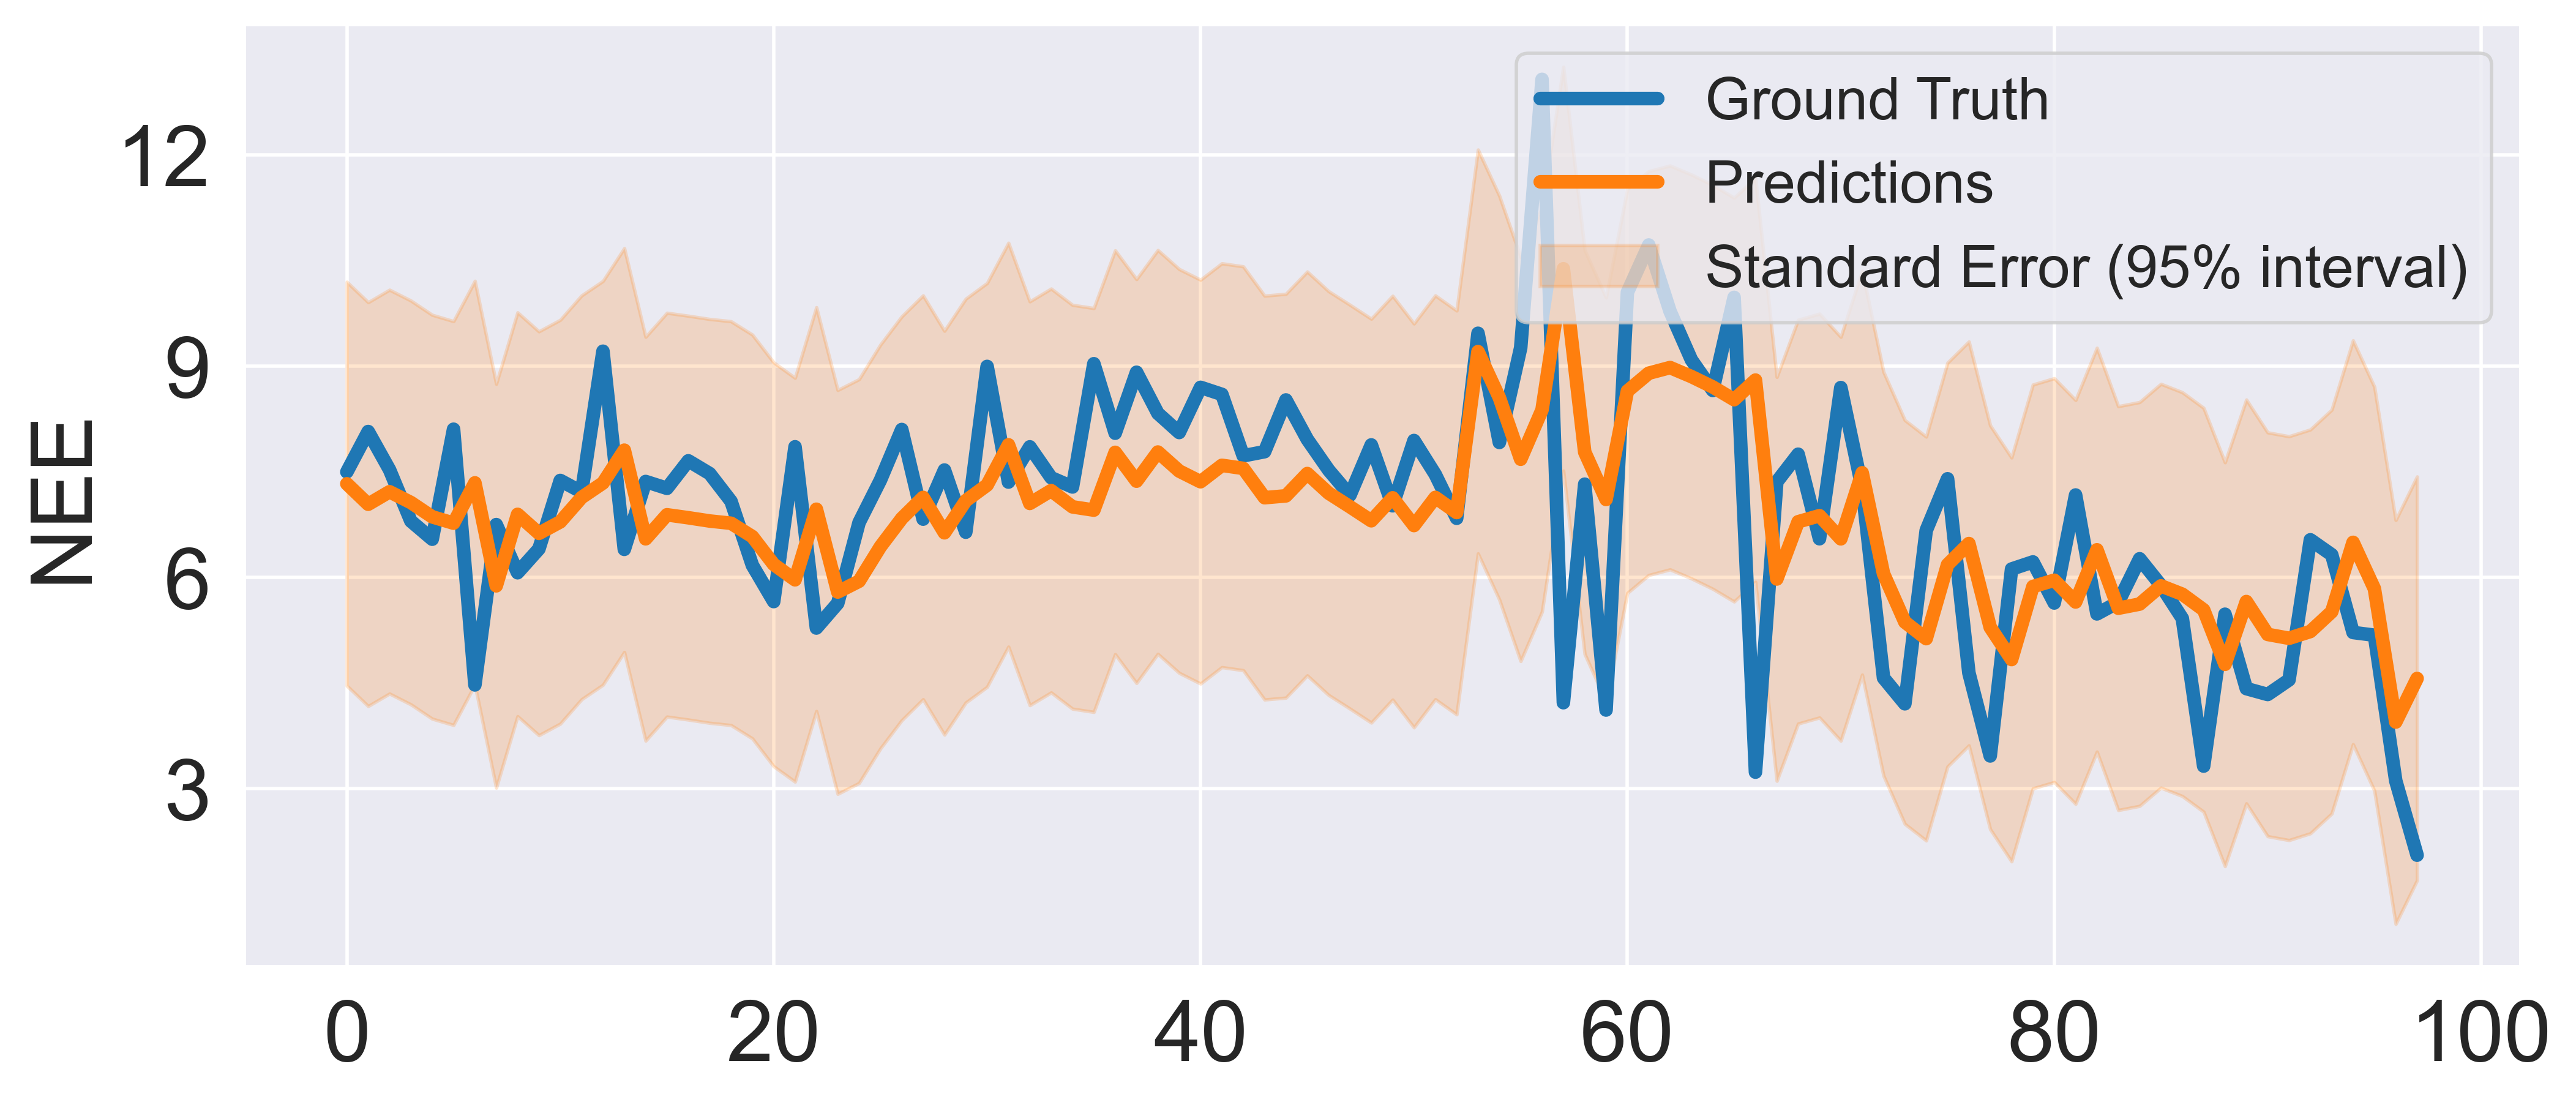 Ground Truth
Predictions
Standard Error (95% interval)
NEE
12
9
6
3
0 20 40 60 80 100